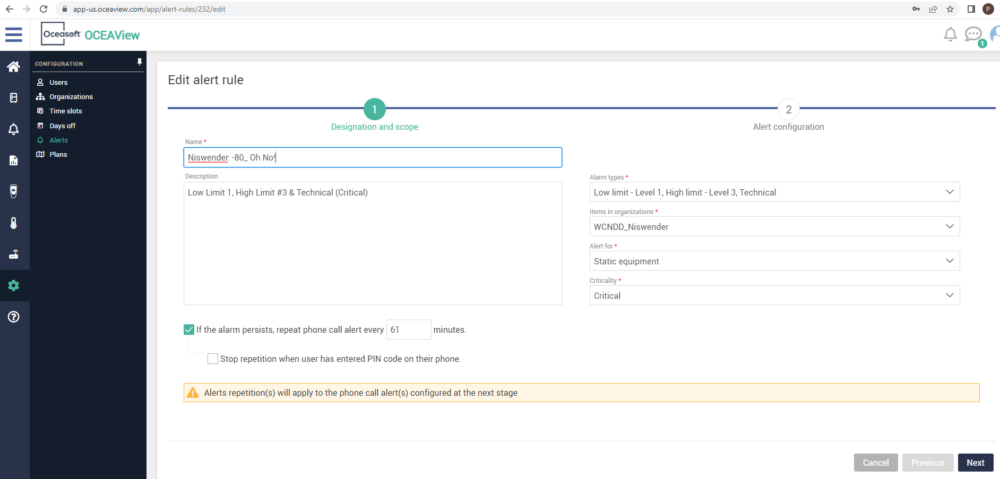 app-us.oceaview.com/app/alert-rules/232/edit
P
Oceasoft OCEAView
1
CONFIGURATION
Users
Organizations
Time slots
Days off
Alerts
Plans
Edit alert rule
1
Designation and scope
2
Alert configuration
Name *
Niswender: -80_ Oh No!
Description
Low Limit 1, High Limit #3 & Technical (Critical)
Alarm types *
Low limit - Level 1, High limit - Level 3, Technical
Items in organizations *
WCNDD_Niswender
Alert for *
Static equipment
Criticality *
Critical
If the alarm persists, repeat phone call alert every 61 minutes.
Stop repetition when user has entered PIN code on their phone.
Alerts repetition(s) will apply to the phone call alert(s) configured at the next stage
Cancel
Previous
Next